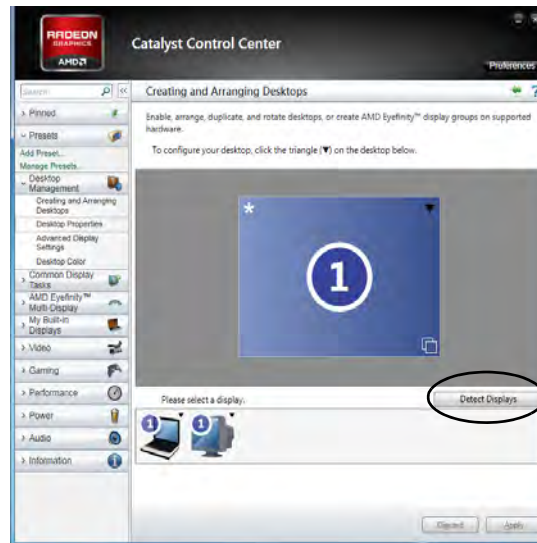 RADEON
GRAPHICS
AMD
Catalyst Control Center
Preferences
Search
Creating and Arranging Desktops
?
Pinned
Presets
Add Preset...
Manage Presets...
Desktop
Management
Creating and Arranging
Desktops
Desktop Properties
Advanced Display
Settings
Desktop Color
Common Display
Tasks
AMD Eyefinity™
Multi-Display
My Built-in
Displays
Video
Gaming
Performance
Power
Audio
Information
Enable, arrange, duplicate, and rotate desktops, or create AMD Eyefinity™ display groups on supported
hardware.
To configure your desktop, click the triangle (▼) on the desktop below.
*
1
Please select a display.
Detect Displays
1
1
Discard
Apply